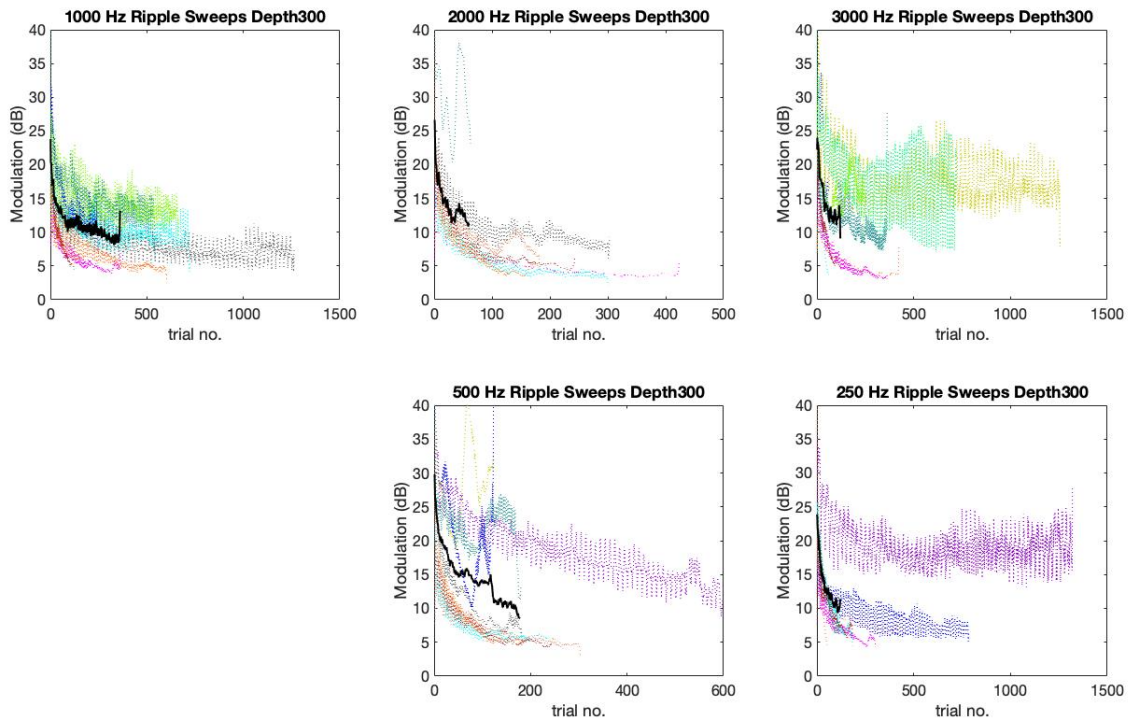 1000 Hz Ripple Sweeps Depth300
40
35
30
25
20
15
10
5
0
Modulation (dB)
0 500 1000 1500
trial no.
2000 Hz Ripple Sweeps Depth300
40
35
30
25
20
15
10
5
0
Modulation (dB)
0 100 200 300 400 500
trial no.
3000 Hz Ripple Sweeps Depth300
40
35
30
25
20
15
10
5
0
Modulation (dB)
0 500 1000 1500
trial no.
500 Hz Ripple Sweeps Depth300
40
35
30
25
20
15
10
5
0
Modulation (dB)
0 200 400 600
trial no.
250 Hz Ripple Sweeps Depth300
40
35
30
25
20
15
10
5
0
Modulation (dB)
0 500 1000 1500
trial no.